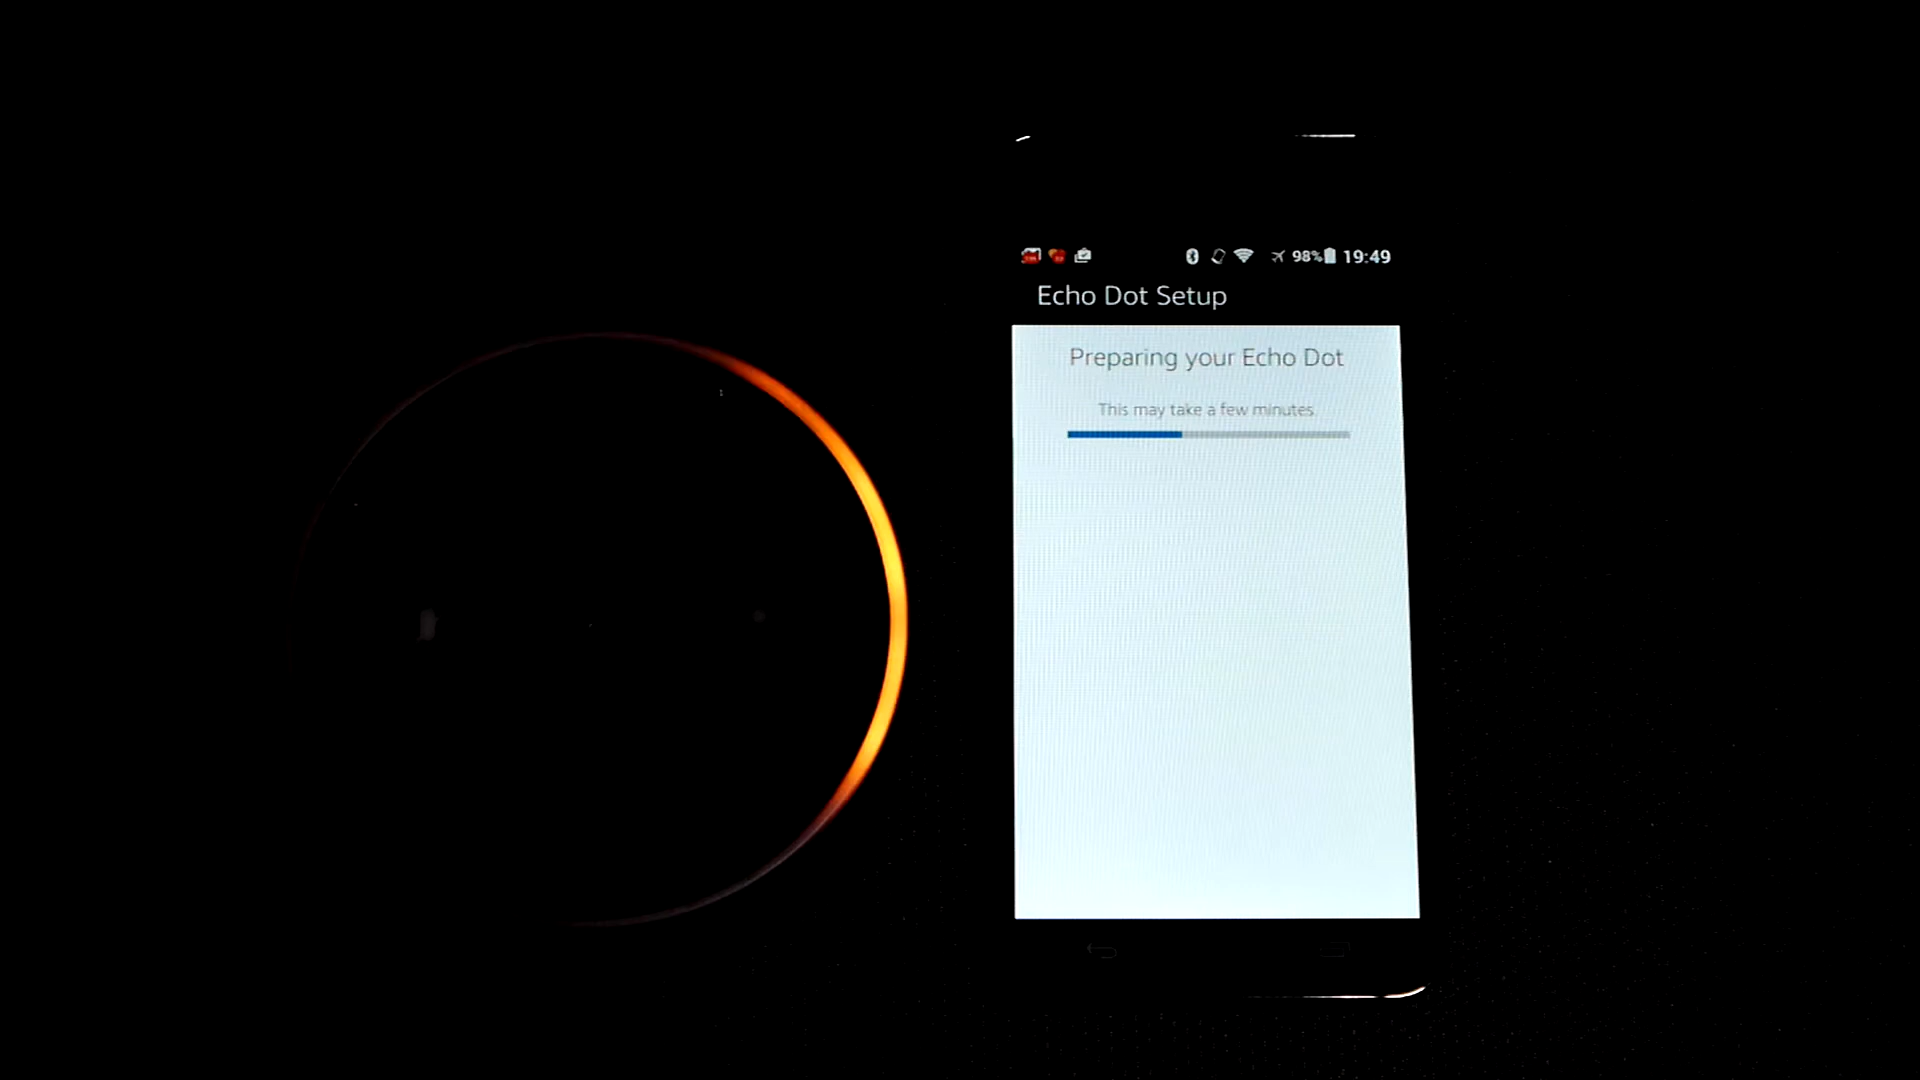 98% 19:49
Echo Dot Setup
Preparing your Echo Dot
This may take a few minutes.